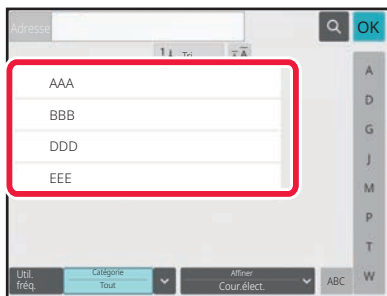 Adresse OK
Tri
AAA
BBB
DDD
EEE
A
D
G
J
M
P
T
W
Util. fréq.
Catégorie
Tout
Affiner
Cour.élect.
ABC